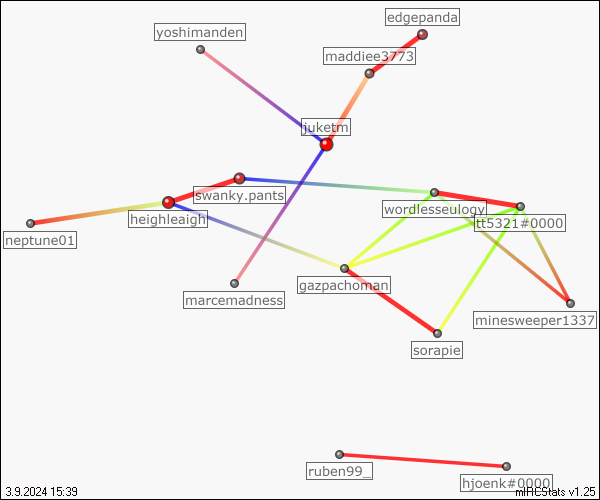 edgepanda
yoshimanden
maddiee3773
juketm
swanky.pants
wordlesseulogy
heighleaigh
tt5321#0000
neptune01
gazpachoman
marcemadness
minesweeper1337
sorapie
ruben99_
hjoenk#0000
3.9.2024 15:39
mIRCStats v1.25